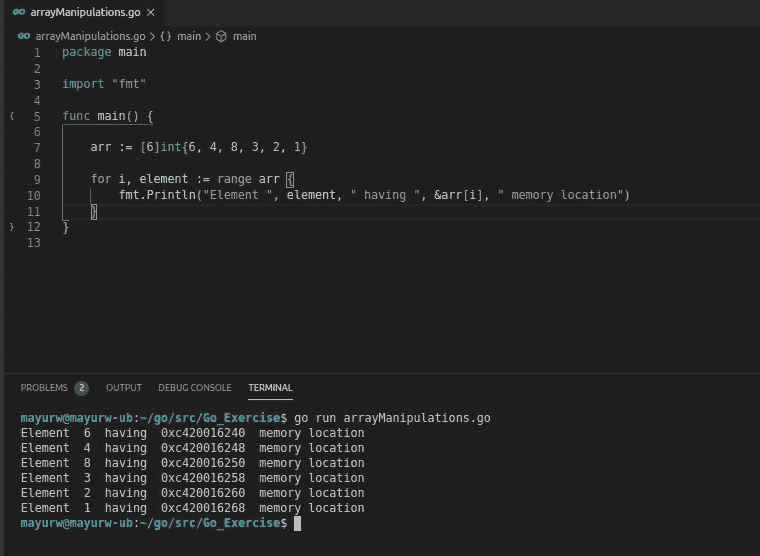 GO arrayManipulations.go ×
GO arrayManipulations.go > {} main > main
1 package main
2
3 import "fmt"
4
{ 5 func main() {
6
7 arr := [6]int{6, 4, 8, 3, 2, 1}
8
9 for i, element := range arr {
10 fmt.Println("Element ", element, " having ", &arr[i], " memory location")
11 }
} 12 }
13
PROBLEMS 2 OUTPUT DEBUG CONSOLE TERMINAL
mayurw@mayurw-ub:~/go/src/Go_Exercise$ go run arrayManipulations.go
Element  6  having  0xc420016240  memory location
Element  4  having  0xc420016248  memory location
Element  8  having  0xc420016250  memory location
Element  3  having  0xc420016258  memory location
Element  2  having  0xc420016260  memory location
Element  1  having  0xc420016268  memory location
mayurw@mayurw-ub:~/go/src/Go_Exercise$